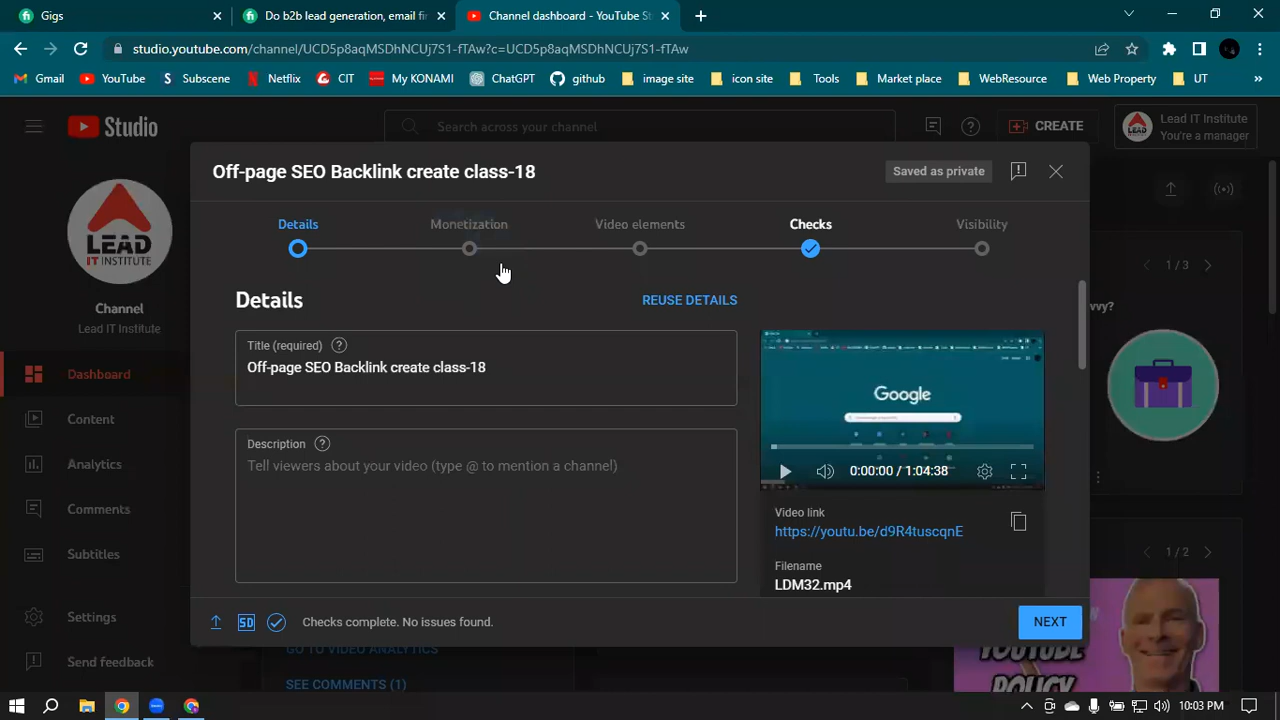 Gigs
Do b2b lead generation, email fi
Channel dashboard - YouTube St
studio.youtube.com/channel/UCD5p8aqMSDhNCUj7S1-fTAw?c=UCD5p8aqMSDhNCUj7S1-fTAw
Gmail YouTube Subscene Netflix CIT My KONAMI ChatGPT github image site icon site Tools Market place WebResource Web Property UT »
Studio
Search across your channel
CREATE
Lead IT Institute
You're a manager
LEAD
IT INSTITUTE
Channel
Lead IT Institute
Dashboard
Content
Analytics
Comments
Subtitles
Settings
Send feedback
Off-page SEO Backlink create class-18
Saved as private
Details
Monetization
Video elements
Checks
Visibility
Details
REUSE DETAILS
Title (required)
Off-page SEO Backlink create class-18
Description
Tell viewers about your video (type @ to mention a channel)
Google
0:00:00 / 1:04:38
Video link
https://youtu.be/d9R4tuscqnE
Filename
LDM32.mp4
SD
Checks complete. No issues found.
NEXT
1 / 3
vvy?
1 / 2
GO TO VIDEO ANALYTICS
SEE COMMENTS (1)
YOUTUBE
POLICY
10:03 PM